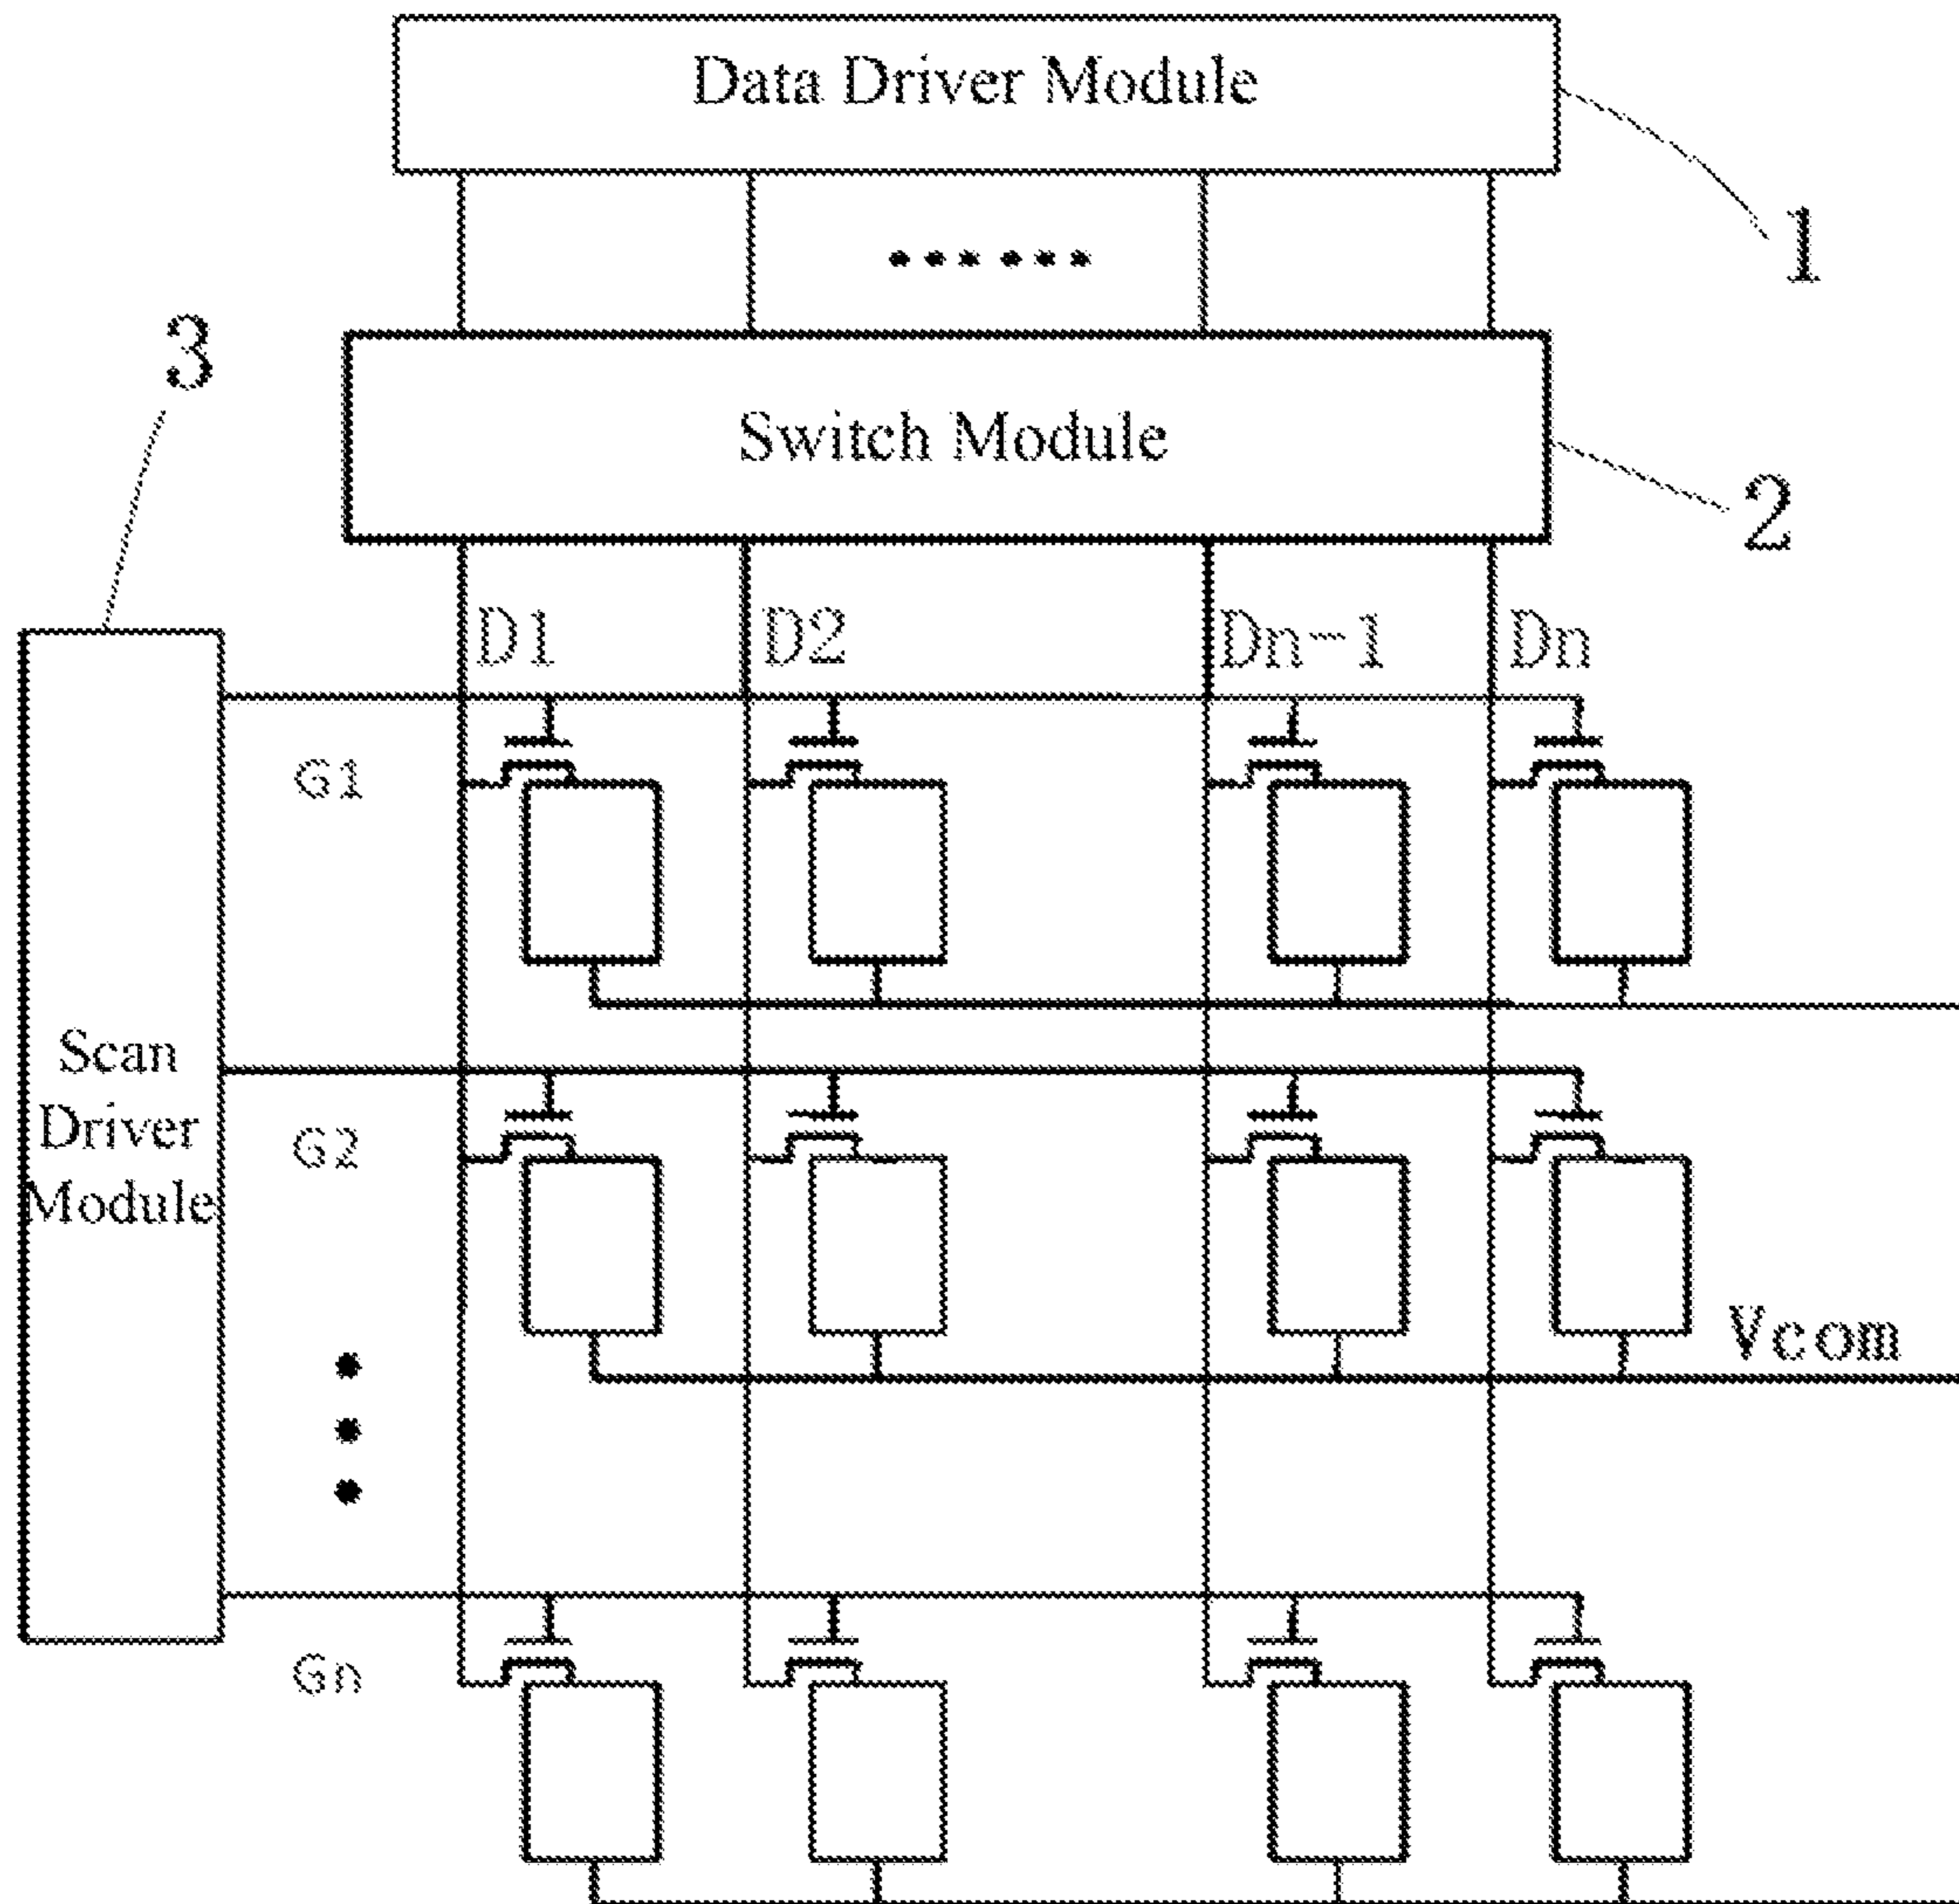 Data Driver Module
1
3
Switch Module
2
D1 D2 Dn-1 Dn
G1
Scan
Driver
Module
G2
Vcom
Gn